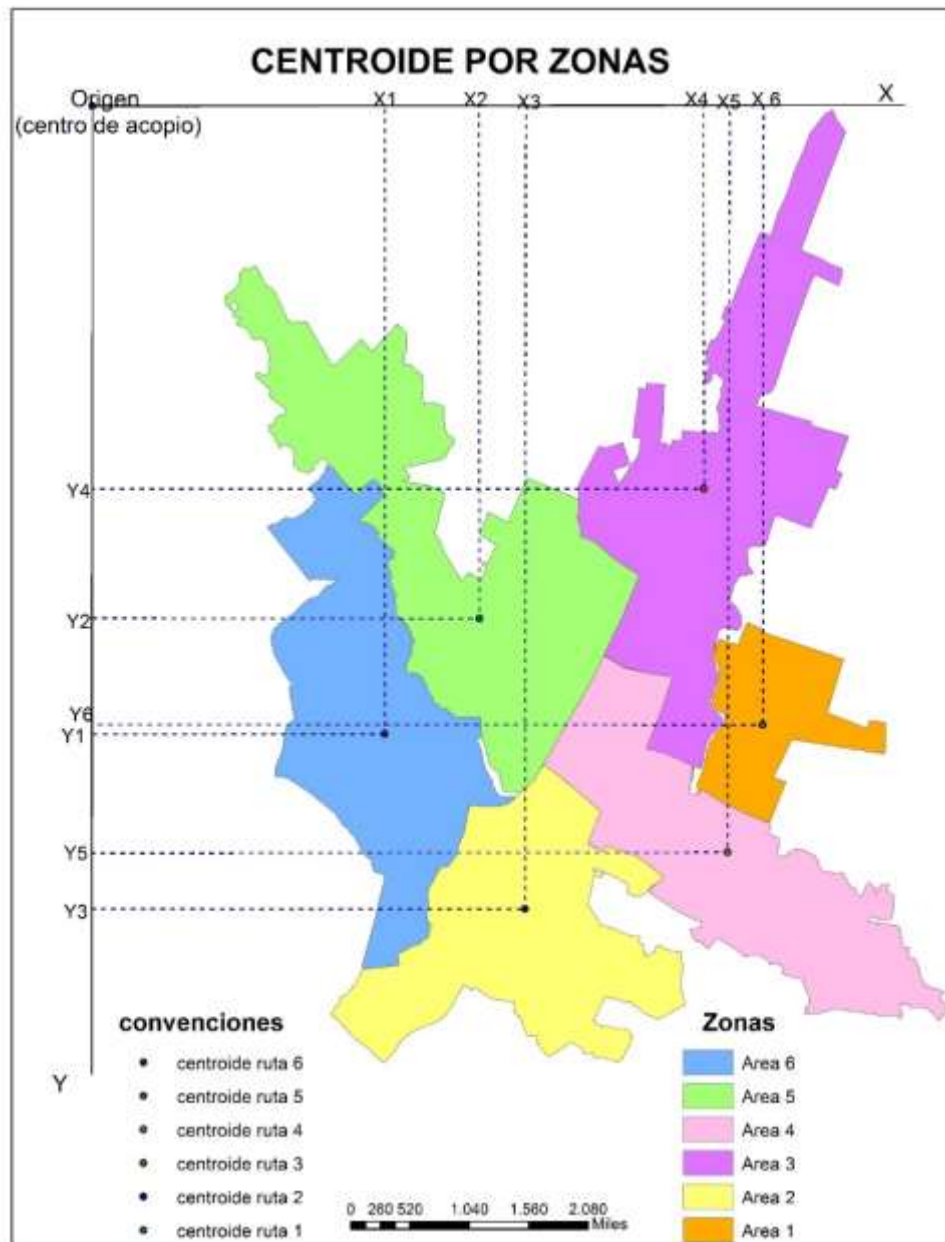 CENTROIDE POR ZONAS
Origen
(centro de acopio)
X1 X2 X3 X4 X5 X 6 X
Y4
Y2
Y6
Y1
Y5
Y3
Y
convenciones
centroide ruta 6
centroide ruta 5
centroide ruta 4
centroide ruta 3
centroide ruta 2
centroide ruta 1
Zonas
Area 6
Area 5
Area 4
Area 3
Area 2
Area 1
0 280 520 1.040 1.560 2.080
Miles